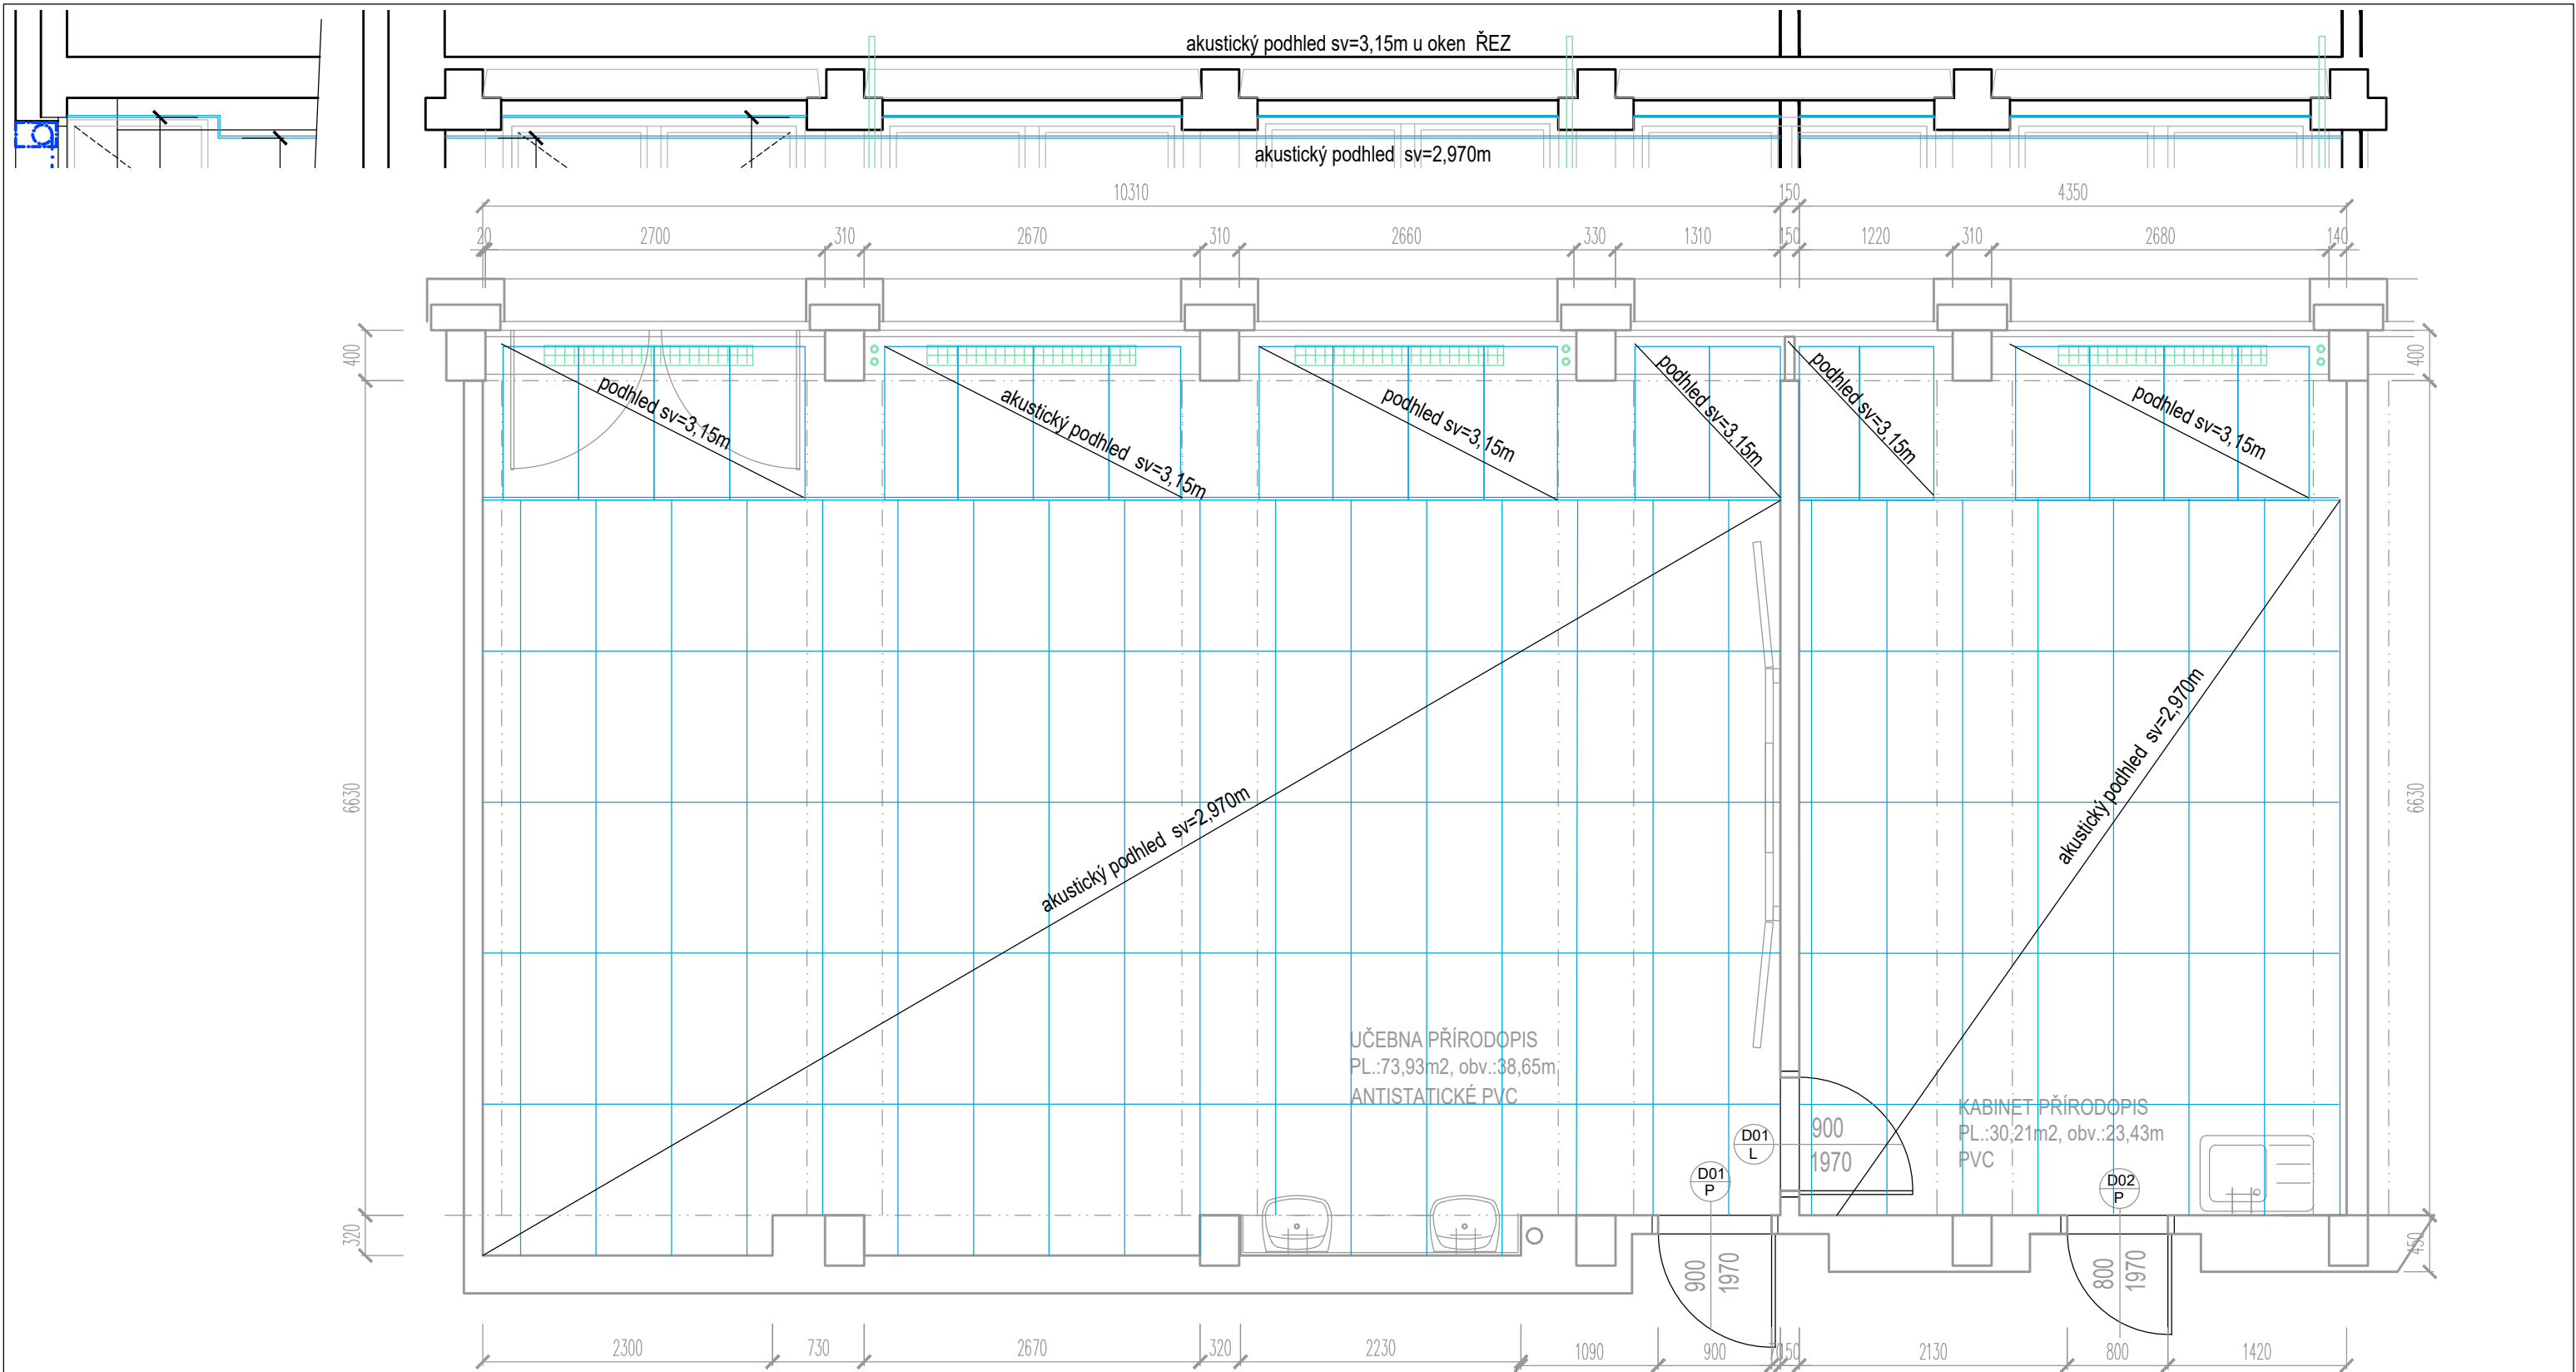 akustický podhled sv=3,15m u oken ŘEZ
akustický podhled sv=2,970m
10310
150
4350
20
2700
310
2670
310
2660
330
1310
150
1220
310
2680
140
400
400
podhled sv=3,15m
akustický podhled sv=3,15m
podhled sv=3,15m
podhled sv=3,15m
podhled sv=3,15m
podhled sv=3,15m
akustický podhled sv=2,970m
akustický podhled sv=2,970m
6630
6630
UČEBNA PŘÍRODOPIS
PL.:73,93m2, obv.:38,65m
ANTISTATICKÉ PVC
KABINET PŘÍRODOPIS
PL.:30,21m2, obv.:23,43m
PVC
D01
L
900
1970
D01
P
D02
P
320
450
900
1970
800
1970
2300
730
2670
320
2230
1090
900
70
150
2130
800
1420